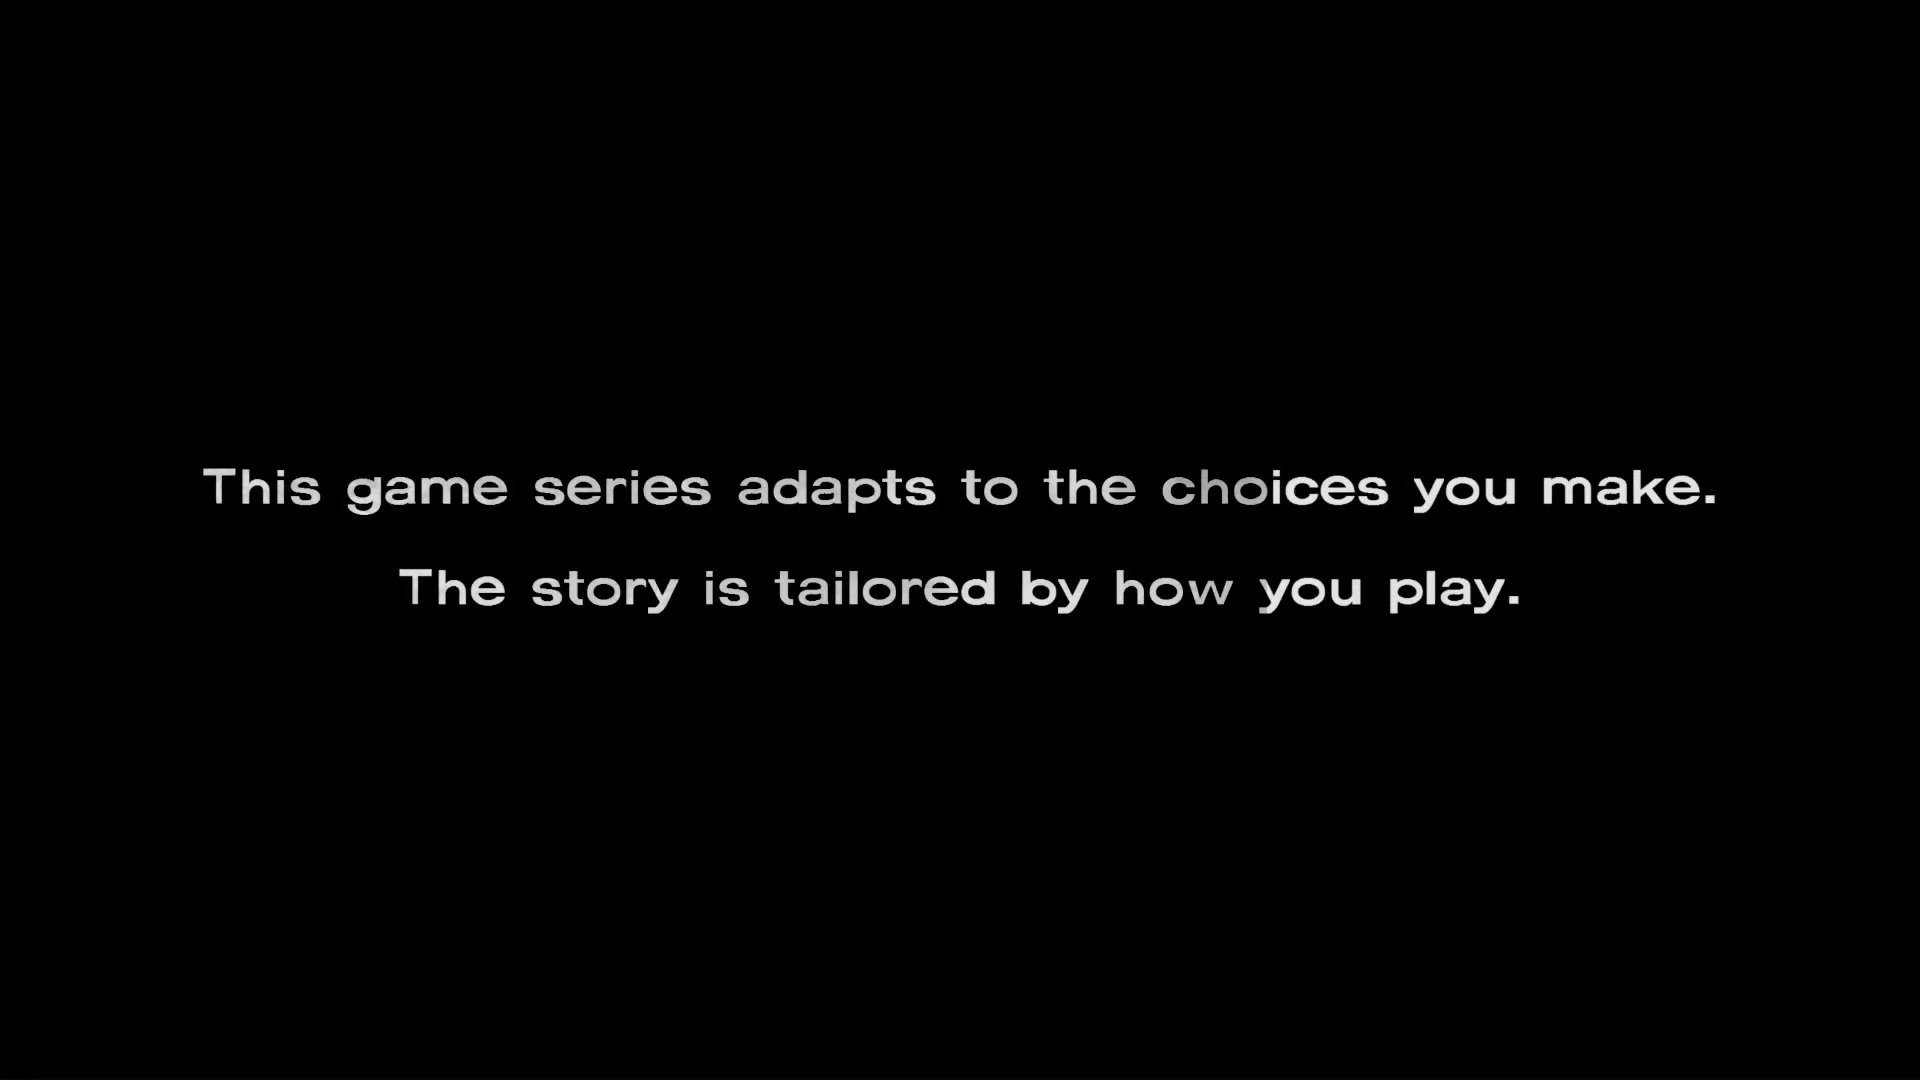 This game series adapts to the choices you make.
The story is tailored by how you play.